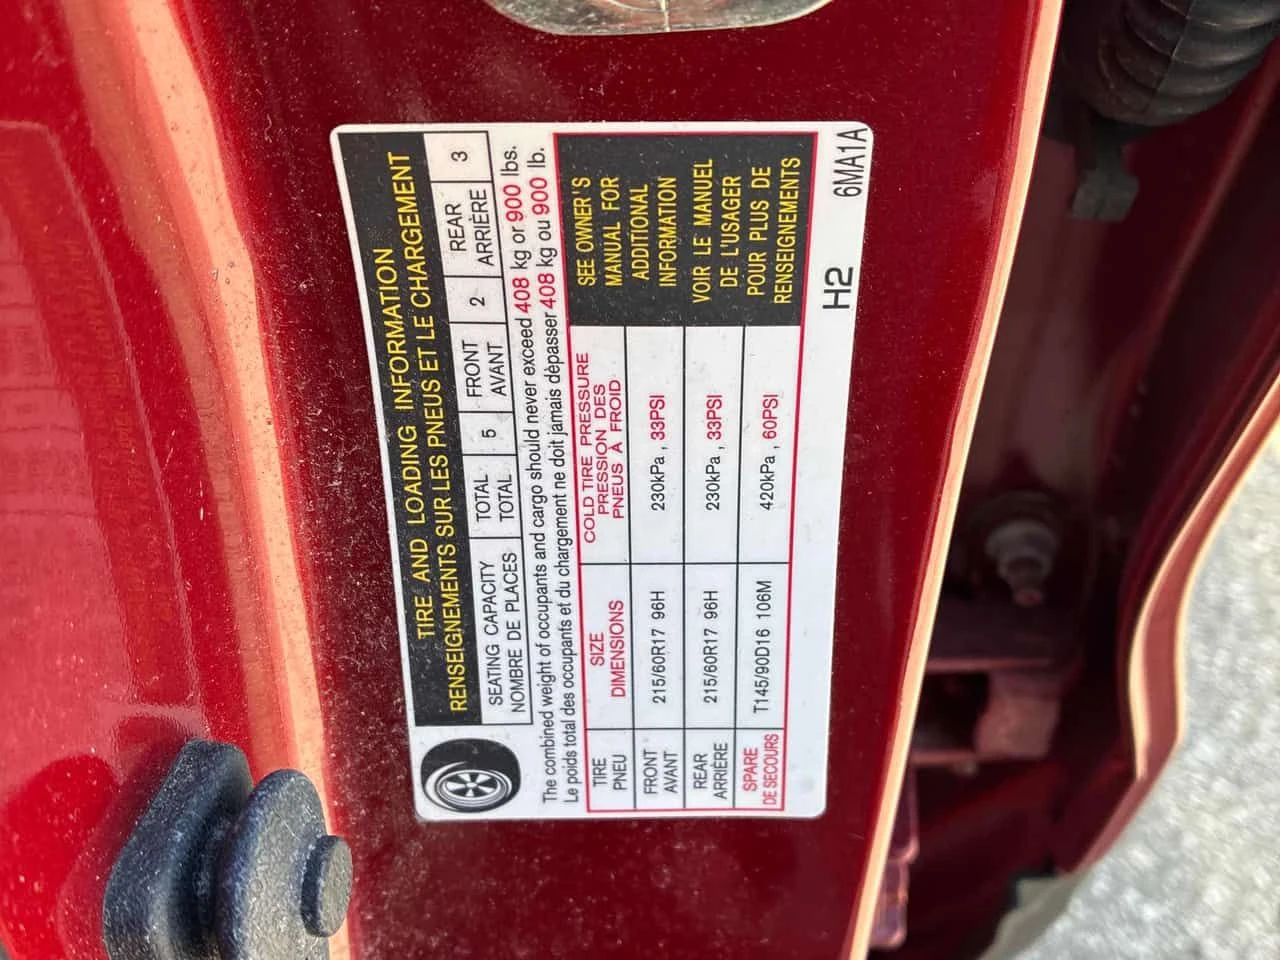 TIRE AND LOADING INFORMATION
RENSEIGNEMENTS SUR LES PNEUS ET LE CHARGEMENT
SEATING CAPACITY TOTAL 5 FRONT 2 REAR 3
NOMBRE DE PLACES TOTAL AVANT ARRIÈRE
The combined weight of occupants and cargo should never exceed 408 kg or 900 lbs.
Le poids total des occupants et du chargement ne doit jamais dépasser 408 kg ou 900 lb.
TIRE SIZE COLD TIRE PRESSURE
PNEU DIMENSIONS PRESSION DES
PNEUS À FROID
FRONT 215/60R17 96H 230kPa , 33PSI
AVANT
REAR 215/60R17 96H 230kPa , 33PSI
ARRIÈRE
SPARE T145/90D16 106M 420kPa , 60PSI
DE SECOURS
SEE OWNER'S
MANUAL FOR
ADDITIONAL
INFORMATION
VOIR LE MANUEL
DE L'USAGER
POUR PLUS DE
RENSEIGNEMENTS
H2 6MA1A